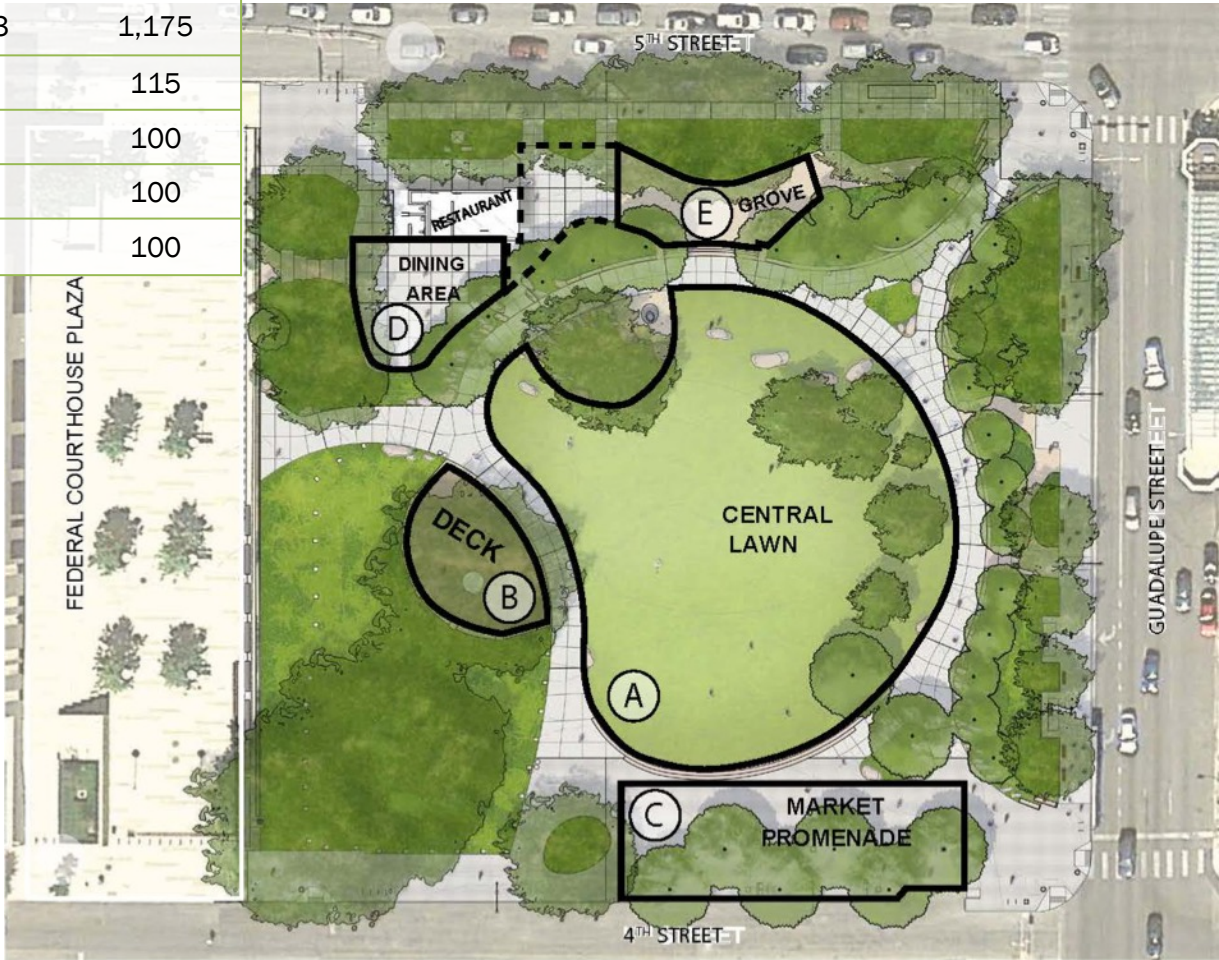 3 1,175
115
100
100
100
5TH STREET
RESTAURANT
E
GROVE
DINING
AREA
D
FEDERAL COURTHOUSE PLAZA
DECK
B
CENTRAL
LAWN
GUADALUPE STREET
A
C
MARKET
PROMENADE
4TH STREET